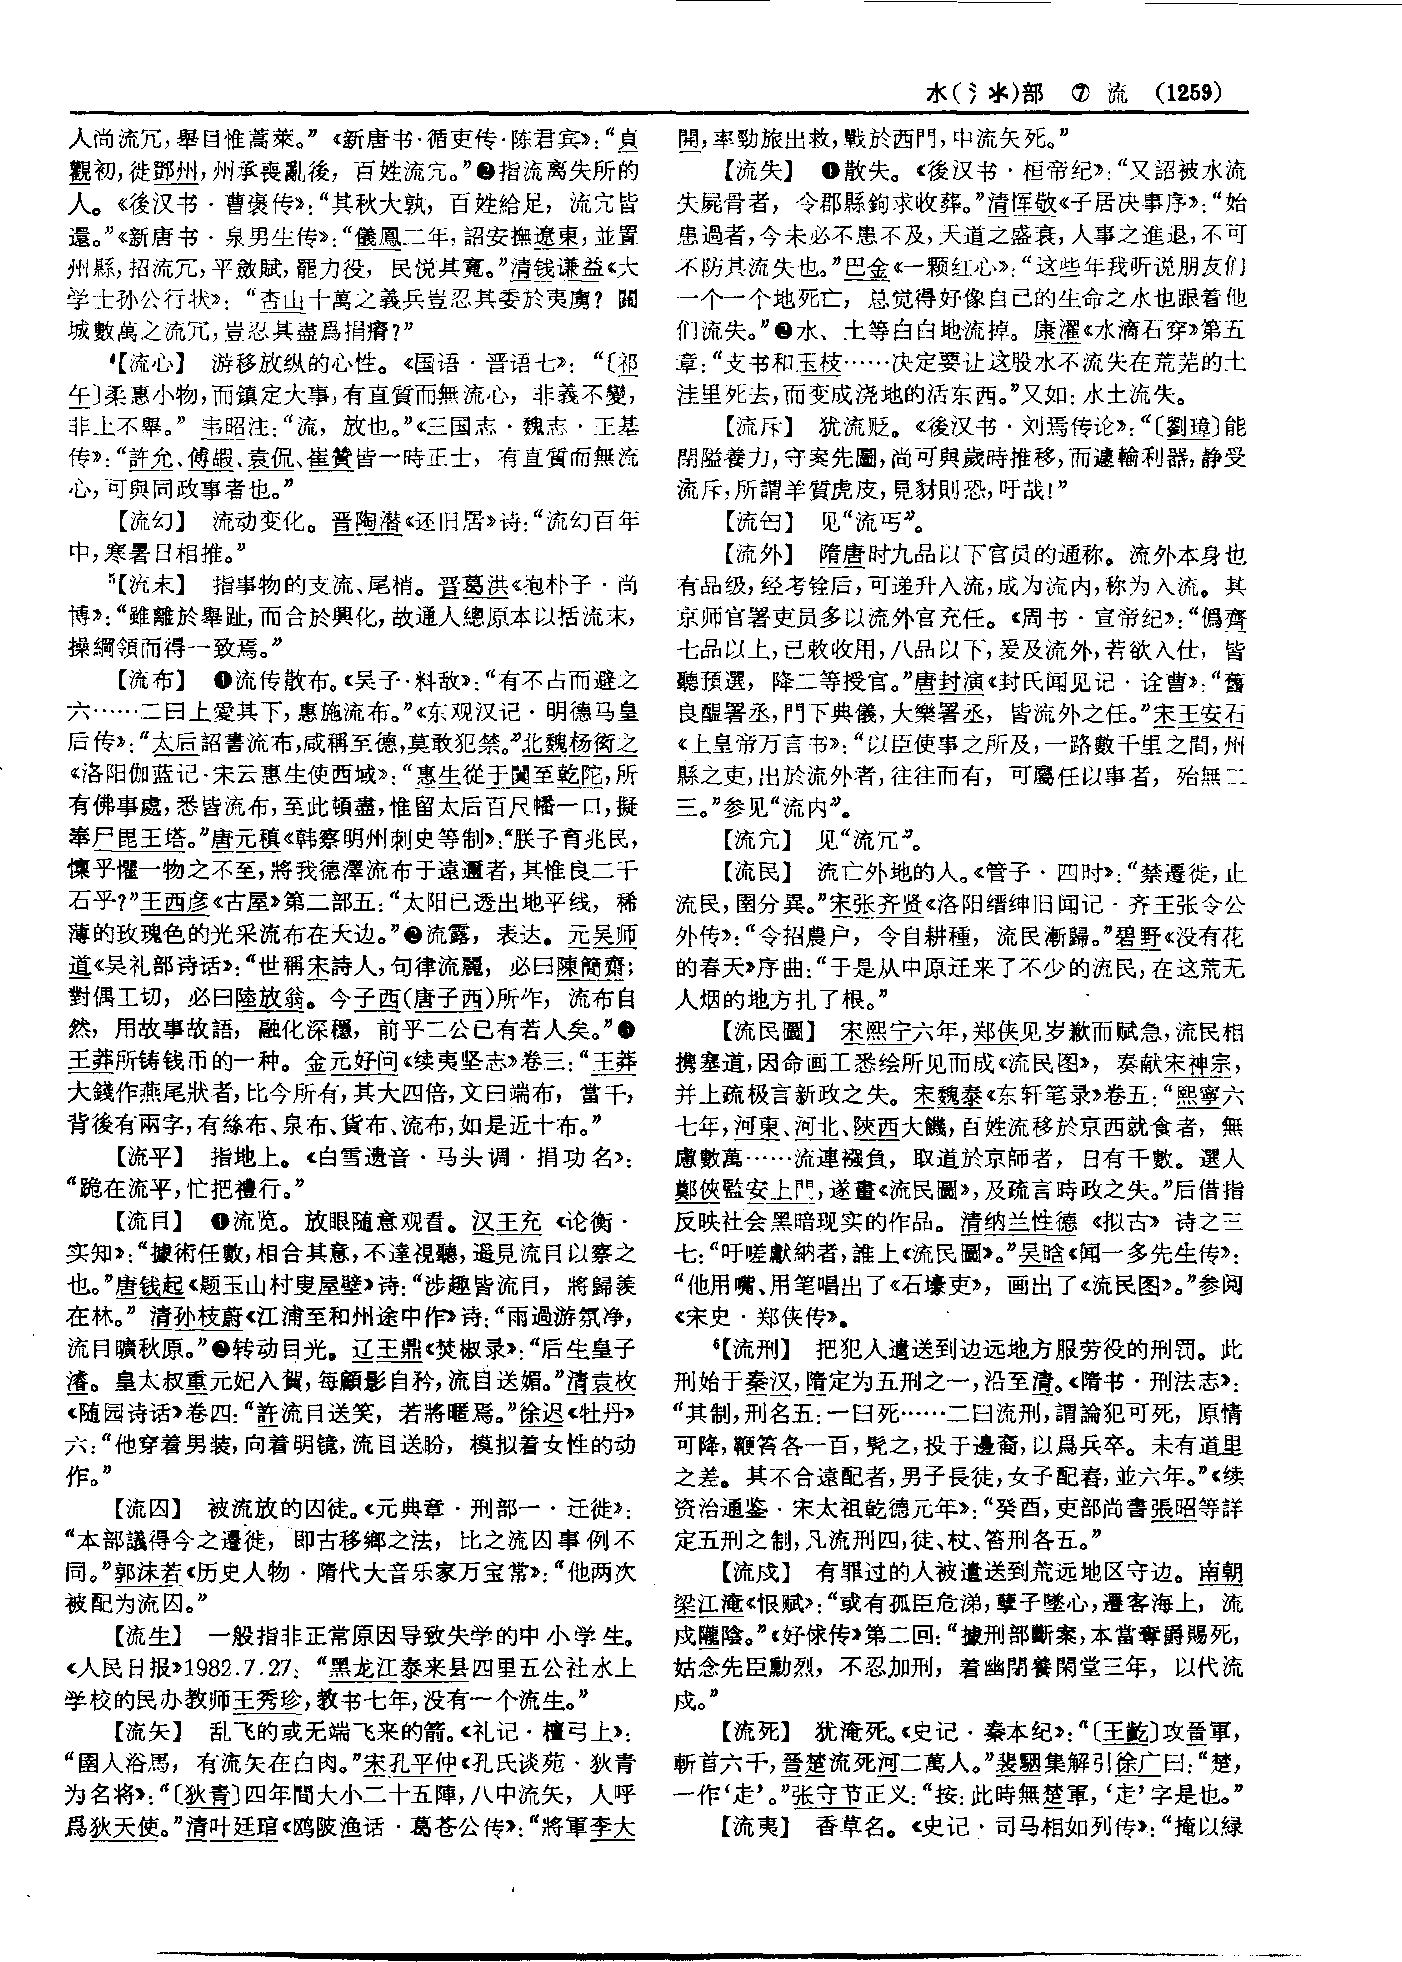 水(氵氺)部 ⑦ 流 (1259)
人尚流冗，舉目惟蒿萊。”《新唐书·循吏传·陈君宾》：“貞
觀初，徙鄧州，州承喪亂後，百姓流冗。”❷指流离失所的
人。《後汉书·曹褒传》：“其秋大孰，百姓給足，流宂皆
還。”《新唐书·泉男生传》：“儀鳳二年，詔安撫遼東，並置
州縣，招流冗，平斂賦，罷力役，民悅其寬。”清钱谦益《大
学士孙公行状》：“杏山十萬之義兵豈忍其委於夷虜？闔
城數萬之流冗，豈忍其盡爲捐瘠？”
4【流心】 游移放纵的心性。《国语·晋语七》：“〔祁
午〕柔惠小物，而鎮定大事，有直質而無流心，非義不變，
非上不舉。” 韦昭注：“流，放也。”《三国志·魏志·王基
传》：“許允、傅嘏、袁侃、崔贊皆一時正士，有直質而無流
心，可與同政事者也。”
【流幻】 流动变化。晋陶潜《还旧居》诗：“流幻百年
中，寒暑日相推。”
5【流末】 指事物的支流、尾梢。晋葛洪《抱朴子·尚
博》：“雖離於舉趾，而合於興化，故通人總原本以括流末，
操綱領而得一致焉。”
【流布】 ❶流传散布。《吴子·料敌》：“有不占而避之
六……二曰上愛其下，惠施流布。”《东观汉记·明德马皇
后传》：“太后詔書流布，咸稱至德，莫敢犯禁。”北魏杨衒之
《洛阳伽蓝记·宋云惠生使西域》：“惠生從于闐至乾陀，所
有佛事處，悉皆流布，至此頓盡，惟留太后百尺幡一口，擬
奉尸毘王塔。”唐元稹《韩察明州刺史等制》：“朕子育兆民，
懍乎懼一物之不至，將我德澤流布于遠邇者，其惟良二千
石乎？”王西彦《古屋》第二部五：“太阳已透出地平线，稀
薄的玫瑰色的光采流布在天边。”❷流露，表达。元吴师
道《吴礼部诗话》：“世稱宋詩人，句律流麗，必曰陳簡齋；
對偶工切，必曰陸放翁。今子西（唐子西）所作，流布自
然，用故事故語，融化深穩，前乎二公已有若人矣。”❸
王莽所铸钱币的一种。金元好问《续夷坚志》卷三：“王莽
大錢作燕尾狀者，比今所有，其大四倍，文曰端布，當千，
背後有兩字，有絲布、泉布、貨布、流布，如是近十布。”
【流平】 指地上。《白雪遗音·马头调·捐功名》：
“跪在流平，忙把禮行。”
【流目】 ❶流览。放眼随意观看。汉王充《论衡·
实知》：“據術任數，相合其意，不達視聽，遥見流目以察之
也。”唐钱起《题玉山村叟屋壁》诗：“涉趣皆流目，將歸羨
在林。” 清孙枝蔚《江浦至和州途中作》诗：“雨過游氛净，
流目曠秋原。”❷转动目光。辽王鼎《焚椒录》：“后生皇子
濬。皇太叔重元妃入賀，每顧影自矜，流目送媚。”清袁枚
《随园诗话》卷四：“許流目送笑，若將暱焉。”徐迟《牡丹》
六：“他穿着男装，向着明镜，流目送盼，模拟着女性的动
作。”
【流囚】 被流放的囚徒。《元典章·刑部一·迁徙》：
“本部議得今之遷徙，即古移鄉之法，比之流囚事例不
同。”郭沫若《历史人物·隋代大音乐家万宝常》：“他两次
被配为流囚。”
【流生】 一般指非正常原因导致失学的中小学生。
《人民日报》1982.7.27：“黑龙江泰来县四里五公社水上
学校的民办教师王秀珍，教书七年，没有一个流生。”
【流矢】 乱飞的或无端飞来的箭。《礼记·檀弓上》：
“圉人浴馬，有流矢在白肉。”宋孔平仲《孔氏谈苑·狄青
为名将》：“〔狄青〕四年間大小二十五陣，八中流矢，人呼
爲狄天使。”清叶廷琯《鸥陂渔话·葛苍公传》：“將軍李大
開，率勁旅出救，戰於西門，中流矢死。”
【流失】 ❶散失。《後汉书·桓帝纪》：“又詔被水流
失屍骨者，令郡縣鉤求收葬。”清恽敬《子居决事序》：“始
患過者，今未必不患不及，天道之盛衰，人事之進退，不可
不防其流失也。”巴金《一颗红心》：“这些年我听说朋友们
一个一个地死亡，总觉得好像自己的生命之水也跟着他
们流失。”❷水、土等白白地流掉。康濯《水滴石穿》第五
章：“支书和玉枝……决定要让这股水不流失在荒芜的土
洼里死去，而变成浇地的活东西。”又如：水土流失。
【流斥】 犹流贬。《後汉书·刘焉传论》：“〔劉璋〕能
閉隘養力，守案先圖，尚可與歲時推移，而遽輸利器，静受
流斥，所謂羊質虎皮，見豺則恐，吁哉！”
【流匄】 见“流丐”。
【流外】 隋唐时九品以下官员的通称。流外本身也
有品级，经考铨后，可递升入流，成为流内，称为入流。其
京师官署吏员多以流外官充任。《周书·宣帝纪》：“僞齊
七品以上，已敕收用，八品以下，爰及流外，若欲入仕，皆
聽預選，降二等授官。”唐封演《封氏闻见记·诠曹》：“舊
良醖署丞，門下典儀，大樂署丞，皆流外之任。”宋王安石
《上皇帝万言书》：“以臣使事之所及，一路數千里之間，州
縣之吏，出於流外者，往往而有，可屬任以事者，殆無二
三。”参见“流内”。
【流宂】 见“流冗”。
【流民】 流亡外地的人。《管子·四时》：“禁遷徙，止
流民，圉分異。”宋张齐贤《洛阳缙绅旧闻记·齐王张令公
外传》：“令招農户，令自耕種，流民漸歸。”碧野《没有花
的春天》序曲：“于是从中原迁来了不少的流民，在这荒无
人烟的地方扎了根。”
【流民圖】 宋熙宁六年，郑侠见岁歉而赋急，流民相
携塞道，因命画工悉绘所见而成《流民图》，奏献宋神宗，
并上疏极言新政之失。宋魏泰《东轩笔录》卷五：“熙寧六
七年，河東、河北、陝西大饑，百姓流移於京西就食者，無
慮數萬……流連襁負，取道於京師者，日有千數。選人
鄭俠監安上門，遂畫《流民圖》，及疏言時政之失。”后借指
反映社会黑暗现实的作品。清纳兰性德《拟古》诗之三
七：“吁嗟獻納者，誰上《流民圖》。”吴晗《闻一多先生传》：
“他用嘴、用笔唱出了《石壕吏》，画出了《流民图》。”参阅
《宋史·郑侠传》。
6【流刑】 把犯人遣送到边远地方服劳役的刑罚。此
刑始于秦汉，隋定为五刑之一，沿至清。《隋书·刑法志》：
“其制，刑名五：一曰死……二曰流刑，謂論犯可死，原情
可降，鞭笞各一百，髡之，投于邊裔，以爲兵卒。未有道里
之差。其不合遠配者，男子長徒，女子配舂，並六年。”《续
资治通鉴·宋太祖乾德元年》：“癸酉，吏部尚書張昭等詳
定五刑之制，凡流刑四，徒、杖、笞刑各五。”
【流戍】 有罪过的人被遣送到荒远地区守边。南朝
梁江淹《恨赋》：“或有孤臣危涕，孽子墜心，遷客海上，流
戍隴陰。”《好逑传》第二回：“據刑部斷案，本當奪爵賜死，
姑念先臣勳烈，不忍加刑，着幽閉養閑堂三年，以代流
戍。”
【流死】 犹淹死。《史记·秦本纪》：“〔王齕〕攻晉軍，
斬首六千，晉楚流死河二萬人。”裴駰集解引徐广曰：“楚，
一作‘走’。”张守节正义：“按：此時無楚軍，‘走’字是也。”
【流夷】 香草名。《史记·司马相如列传》：“掩以緑